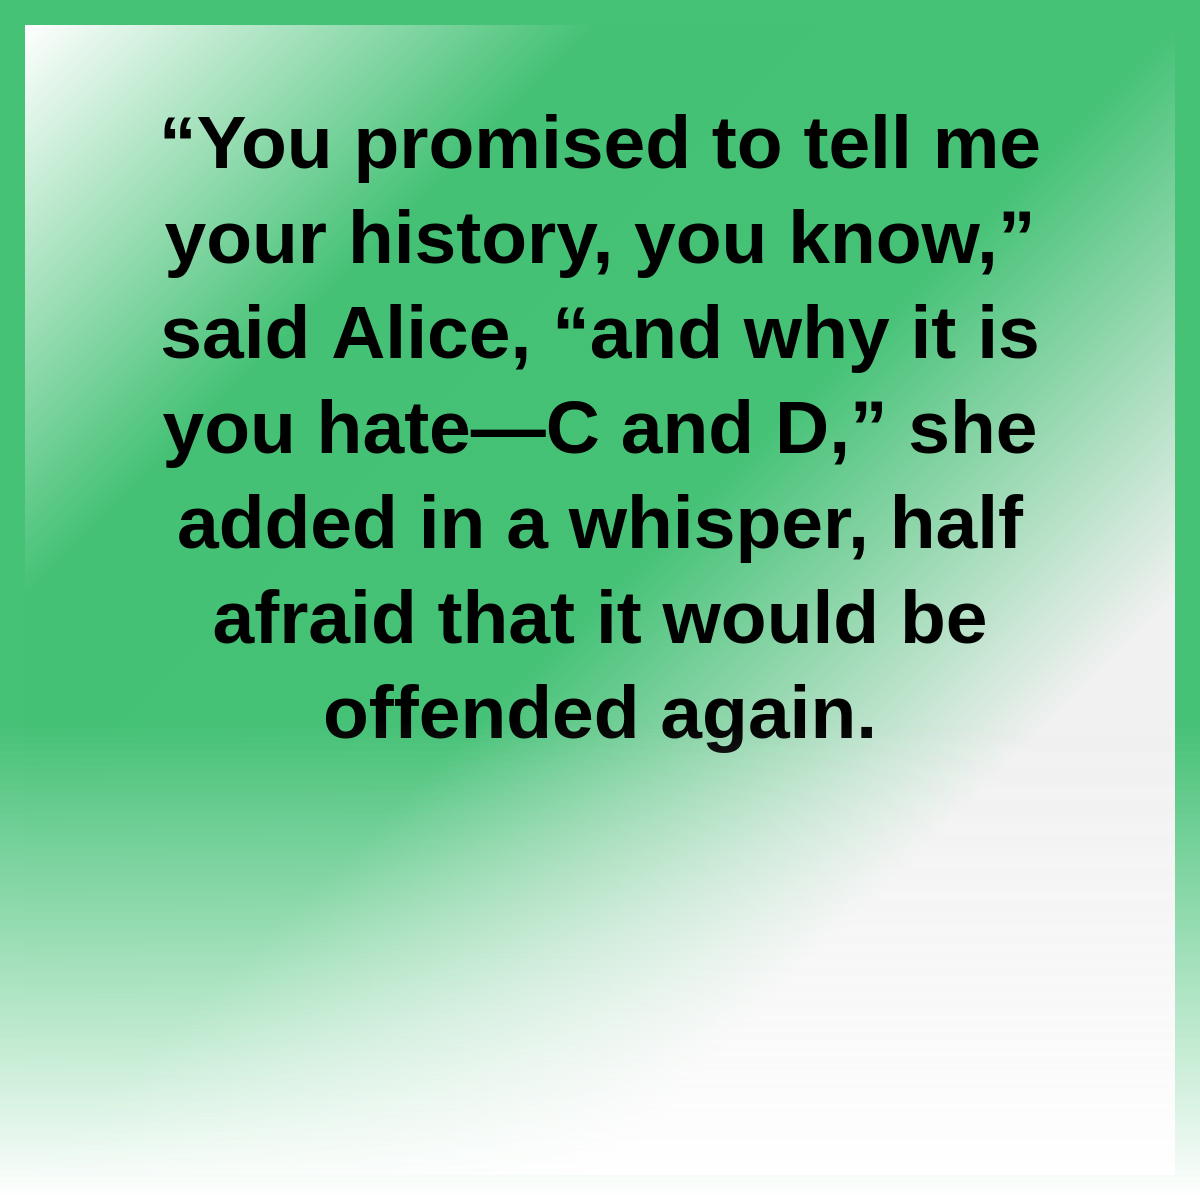 “You promised to tell me
your history, you know,”
said Alice, “and why it is
you hate—C and D,” she
added in a whisper, half
afraid that it would be
offended again.